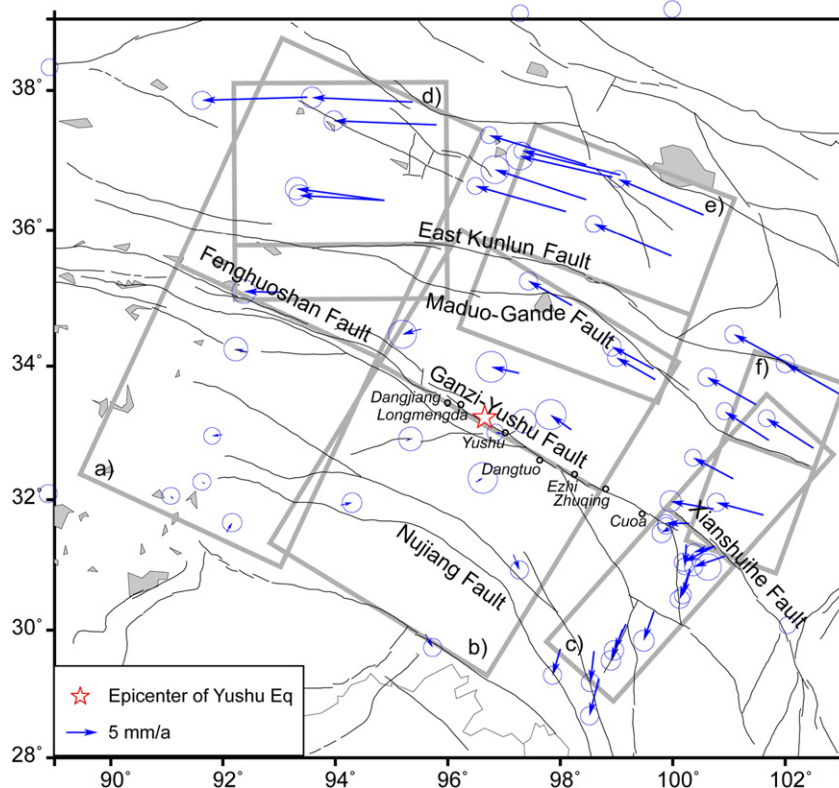 38°
36°
34°
32°
30°
28°
90°
92°
94°
96°
98°
100°
102°
d)
e)
East Kunlun Fault
Fenghuoshan Fault
Maduo-Gande Fault
f)
Ganzi-Yushu Fault
Dangjiang
Longmengda
Yushu
Dangtuo
Ezhi
Zhuqing
Cuoa
a)
Xianshuihe Fault
Nujiang Fault
b)
c)
Epicenter of Yushu Eq
5 mm/a